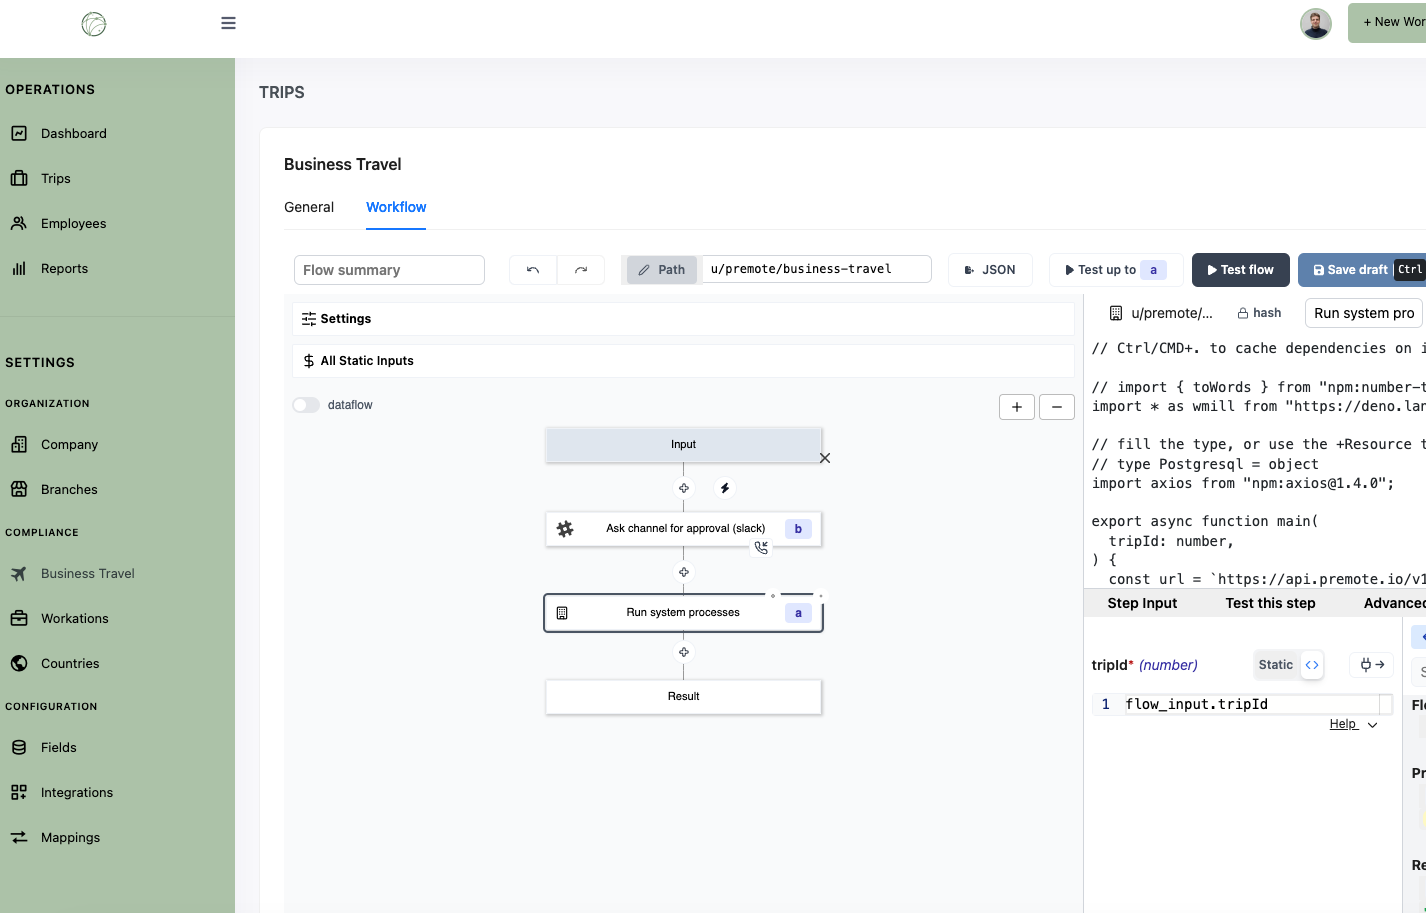 + New Wor
OPERATIONS
Dashboard
Trips
Employees
Reports
SETTINGS
ORGANIZATION
Company
Branches
COMPLIANCE
Business Travel
Workations
Countries
CONFIGURATION
Fields
Integrations
Mappings
TRIPS
Business Travel
General
Workflow
Flow summary
Path
u/premote/business-travel
JSON
Test up to a
Test flow
Save draft
Ctrl
Settings
All Static Inputs
dataflow
Input
Ask channel for approval (slack)
b
Run system processes
a
Result
u/premote/...
hash
Run system pro
// Ctrl/CMD+. to cache dependencies on i
// import { toWords } from "npm:number-t
import * as wmill from "https://deno.lan
// fill the type, or use the +Resource t
// type Postgresql = object
import axios from "npm:axios@1.4.0";
export async function main(
tripId: number,
) {
const url = `https://api.premote.io/v1
Step Input
Test this step
Advanced
tripId* (number)
Static
1 flow_input.tripId
Help
Fl
Pr
Re